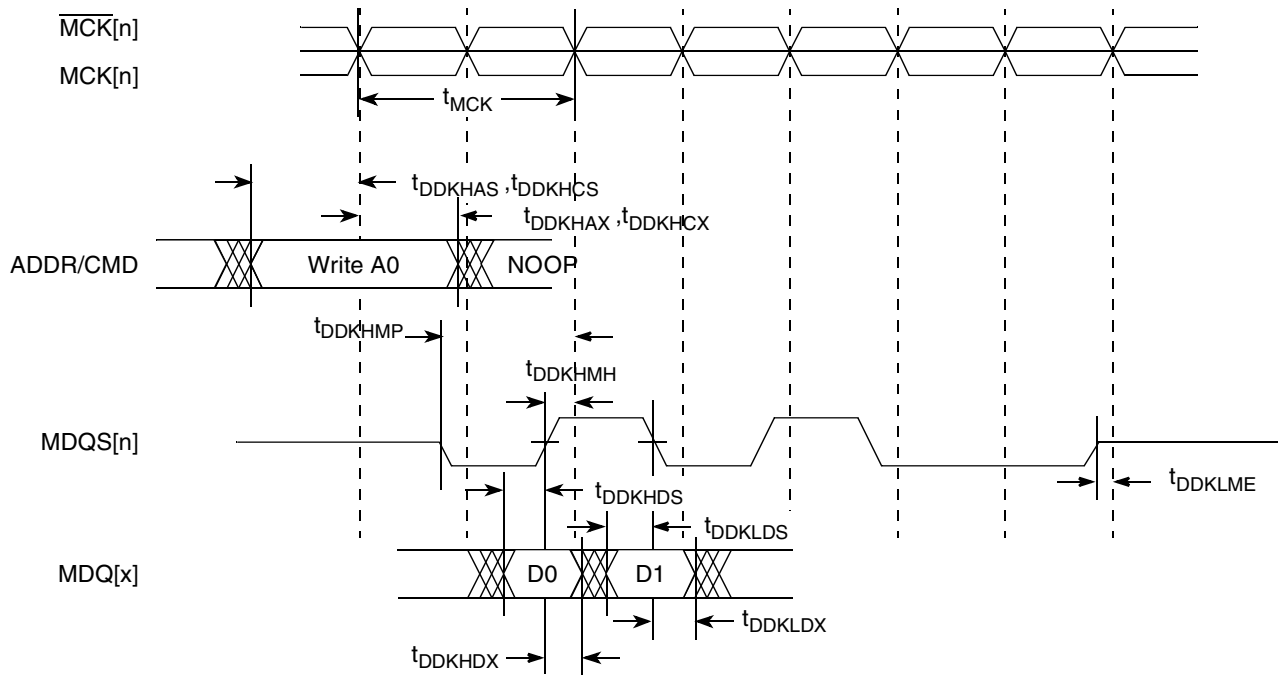 MCK[n]
MCK[n]
tMCK
tDDKHAS ,tDDKHCS
tDDKHAX ,tDDKHCX
ADDR/CMD
Write A0
NOOP
tDDKHMP
tDDKHMH
MDQS[n]
tDDKHDS
tDDKLME
tDDKLDS
MDQ[x]
D0
D1
tDDKLDX
tDDKHDX